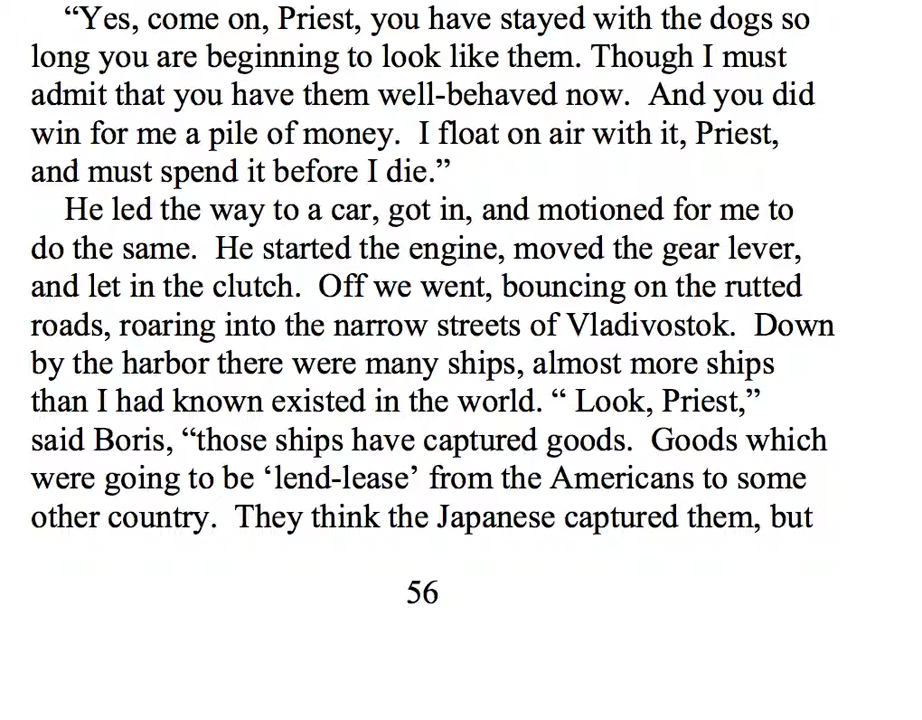 “Yes, come on, Priest, you have stayed with the dogs so
long you are beginning to look like them. Though I must
admit that you have them well-behaved now.  And you did
win for me a pile of money.  I float on air with it, Priest,
and must spend it before I die.”
He led the way to a car, got in, and motioned for me to
do the same.  He started the engine, moved the gear lever,
and let in the clutch.  Off we went, bouncing on the rutted
roads, roaring into the narrow streets of Vladivostok.  Down
by the harbor there were many ships, almost more ships
than I had known existed in the world. “ Look, Priest,”
said Boris, “those ships have captured goods.  Goods which
were going to be ‘lend-lease’ from the Americans to some
other country.  They think the Japanese captured them, but
56